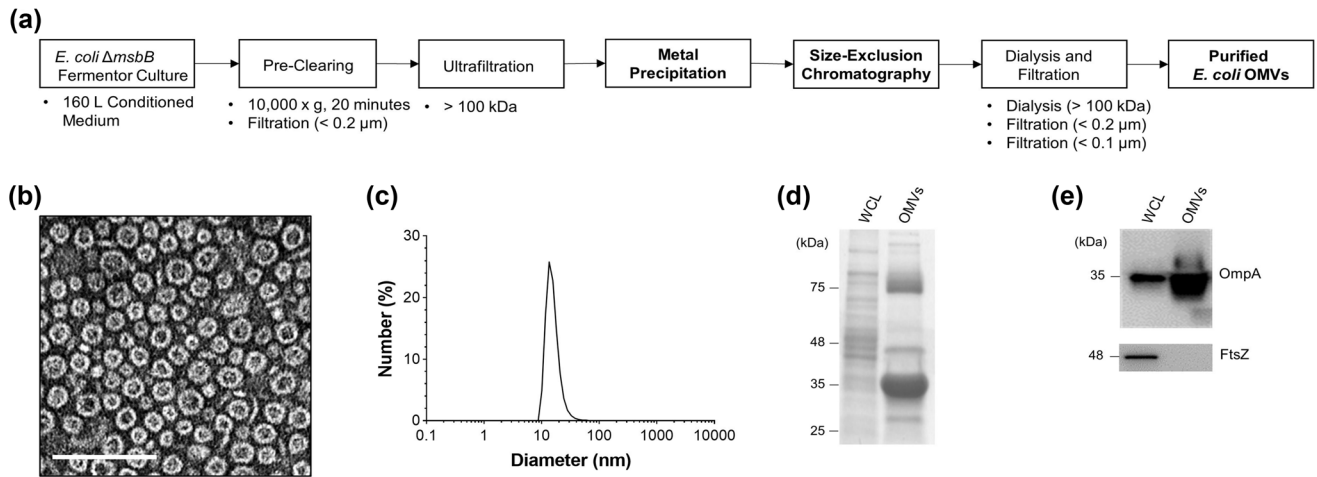 (a)
E. coli ΔmsbB
Fermentor Culture
• 160 L Conditioned
Medium
Pre-Clearing
• 10,000 x g, 20 minutes
• Filtration (< 0.2 μm)
Ultrafiltration
• > 100 kDa
Metal
Precipitation
Size-Exclusion
Chromatography
Dialysis and
Filtration
• Dialysis (> 100 kDa)
• Filtration (< 0.2 μm)
• Filtration (< 0.1 μm)
Purified
E. coli OMVs
(b)
(c)
Number (%)
30
20
10
0
0.1 1 10 100 1000 10000
Diameter (nm)
(d)
WCL OMVs
(kDa)
75
48
35
25
(e)
WCL OMVs
(kDa)
35 OmpA
48 FtsZ